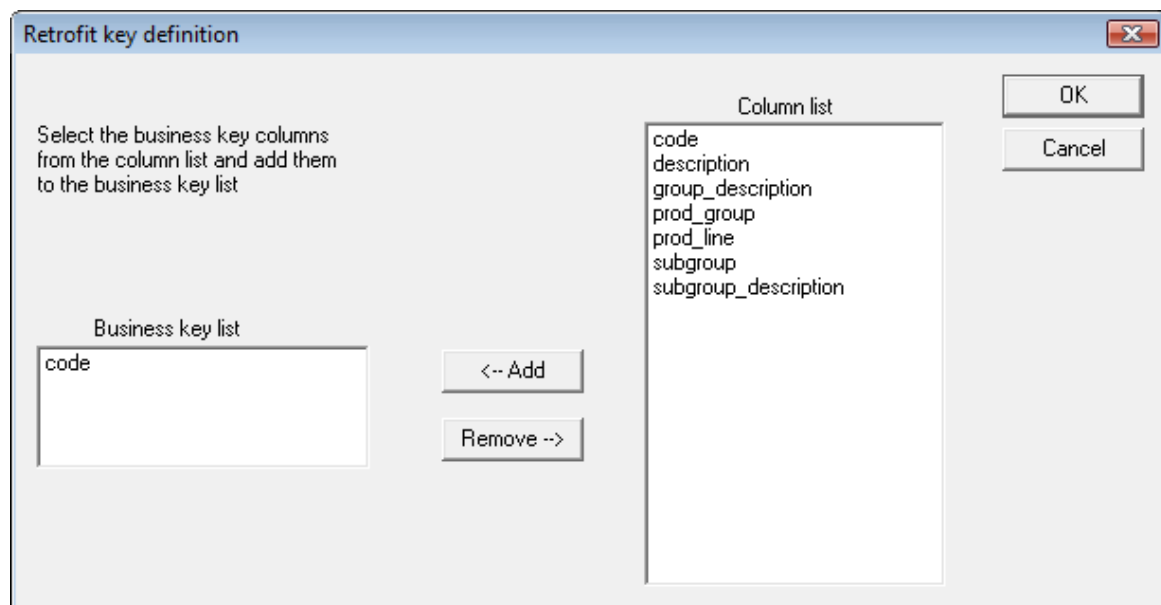 Retrofit key definition
Select the business key columns
from the column list and add them
to the business key list
Business key list
code
<-- Add
Remove -->
Column list
code
description
group_description
prod_group
prod_line
subgroup
subgroup_description
OK
Cancel